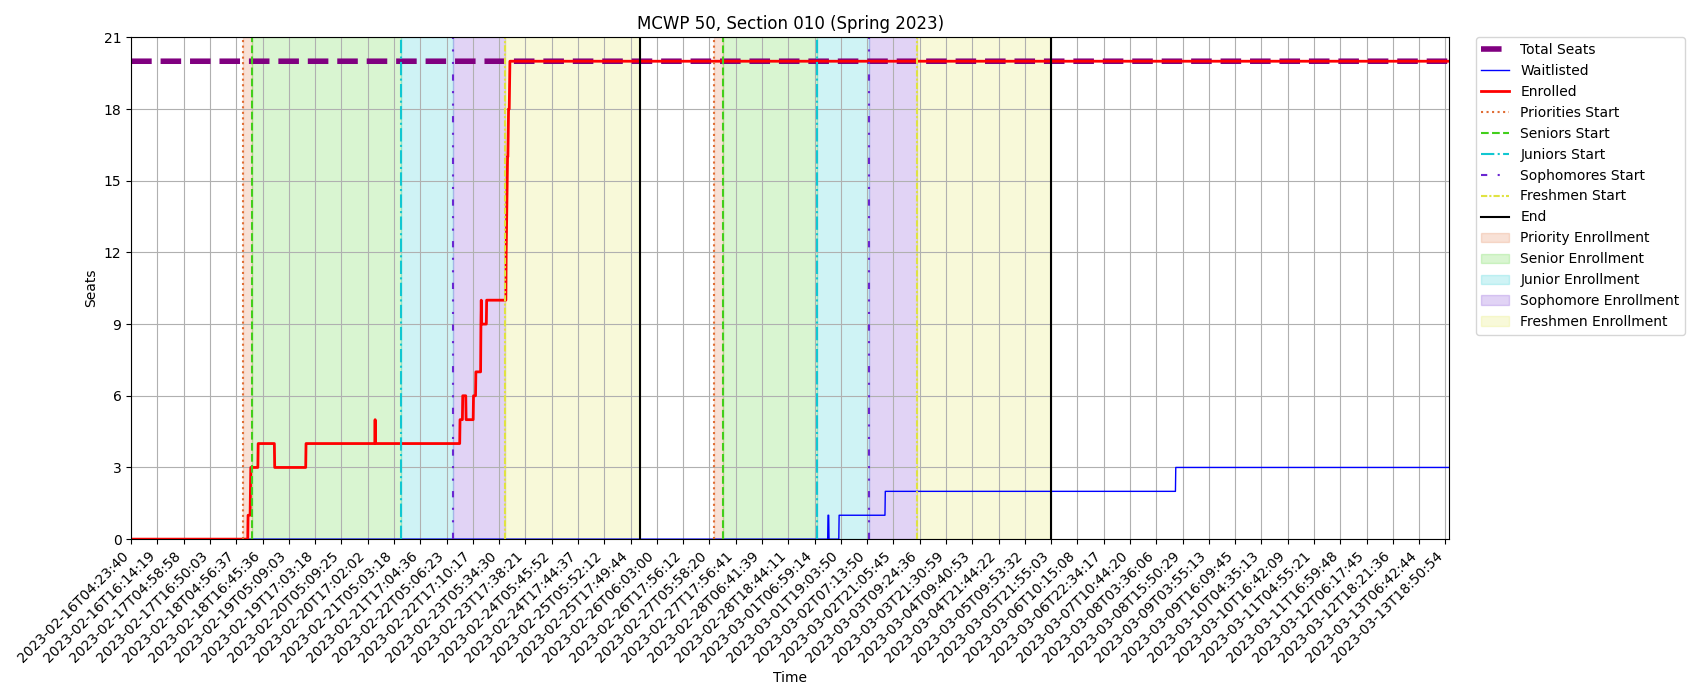 MCWP 50, Section 010 (Spring 2023)
21
18
15
12
9
6
3
0
Seats
2023-02-16T04:23:40
2023-02-16T16:14:19
2023-02-17T04:58:58
2023-02-17T16:50:03
2023-02-18T04:56:37
2023-02-18T16:45:36
2023-02-19T05:09:03
2023-02-19T17:03:18
2023-02-20T05:09:25
2023-02-20T17:02:02
2023-02-21T05:03:18
2023-02-21T17:04:36
2023-02-22T05:06:23
2023-02-22T17:10:17
2023-02-23T05:34:30
2023-02-23T17:38:21
2023-02-24T05:45:52
2023-02-24T17:44:37
2023-02-25T05:52:12
2023-02-25T17:49:44
2023-02-26T06:03:00
2023-02-26T17:56:12
2023-02-27T05:58:20
2023-02-27T17:56:41
2023-02-28T06:41:39
2023-02-28T18:44:11
2023-03-01T06:59:14
2023-03-01T19:03:50
2023-03-02T07:13:50
2023-03-02T21:05:45
2023-03-03T09:24:36
2023-03-03T21:30:59
2023-03-04T09:40:53
2023-03-04T21:44:22
2023-03-05T09:53:32
2023-03-05T21:55:03
2023-03-06T10:15:08
2023-03-06T22:34:17
2023-03-07T10:44:20
2023-03-08T03:36:06
2023-03-08T15:50:29
2023-03-09T03:55:13
2023-03-09T16:09:45
2023-03-10T04:35:13
2023-03-10T16:42:09
2023-03-11T04:55:21
2023-03-11T16:59:48
2023-03-12T06:17:45
2023-03-12T18:21:36
2023-03-13T06:42:44
2023-03-13T18:50:54
Time
Total Seats
Waitlisted
Enrolled
Priorities Start
Seniors Start
Juniors Start
Sophomores Start
Freshmen Start
End
Priority Enrollment
Senior Enrollment
Junior Enrollment
Sophomore Enrollment
Freshmen Enrollment